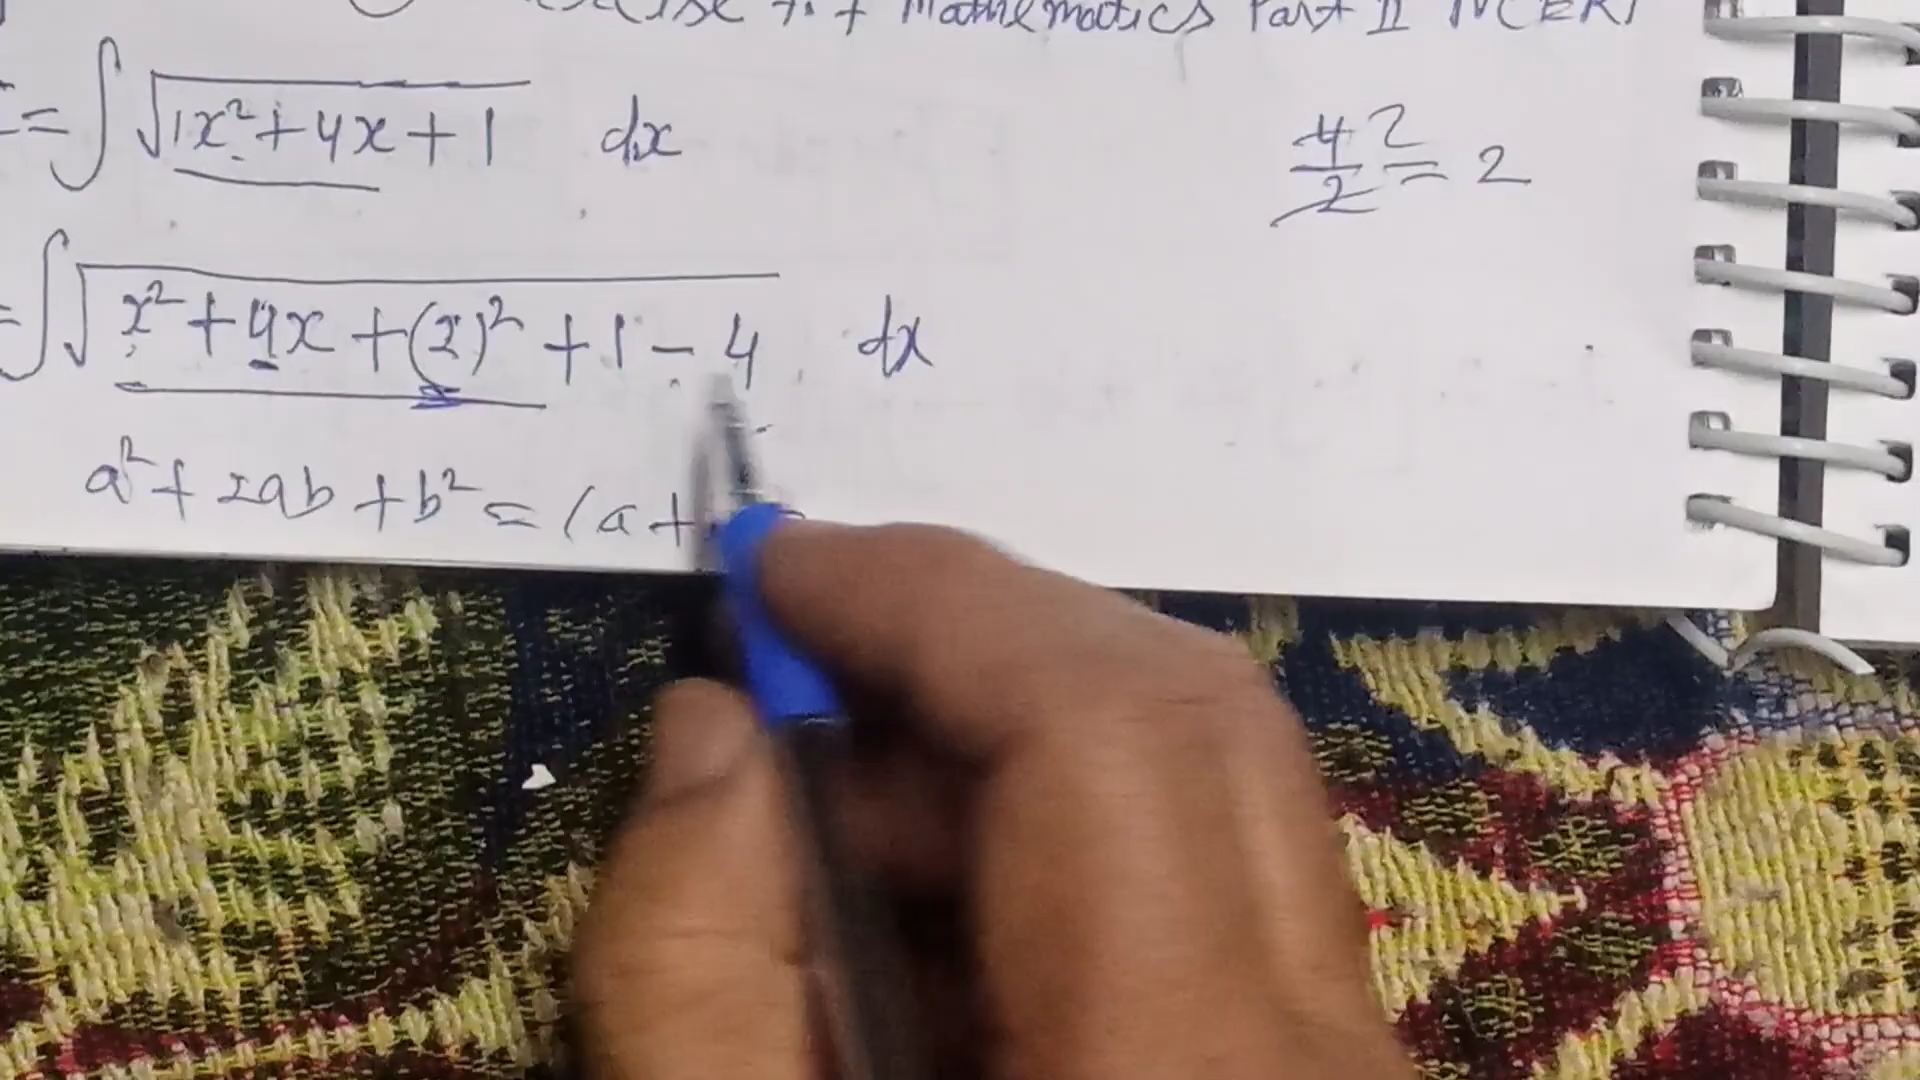 Mathematics Part II NCERT
= ∫ √1x²+4x+1 dx
4/2 = 2
= ∫ √x²+4x+(2)²+1-4 dx
a²+2ab+b² = (a+